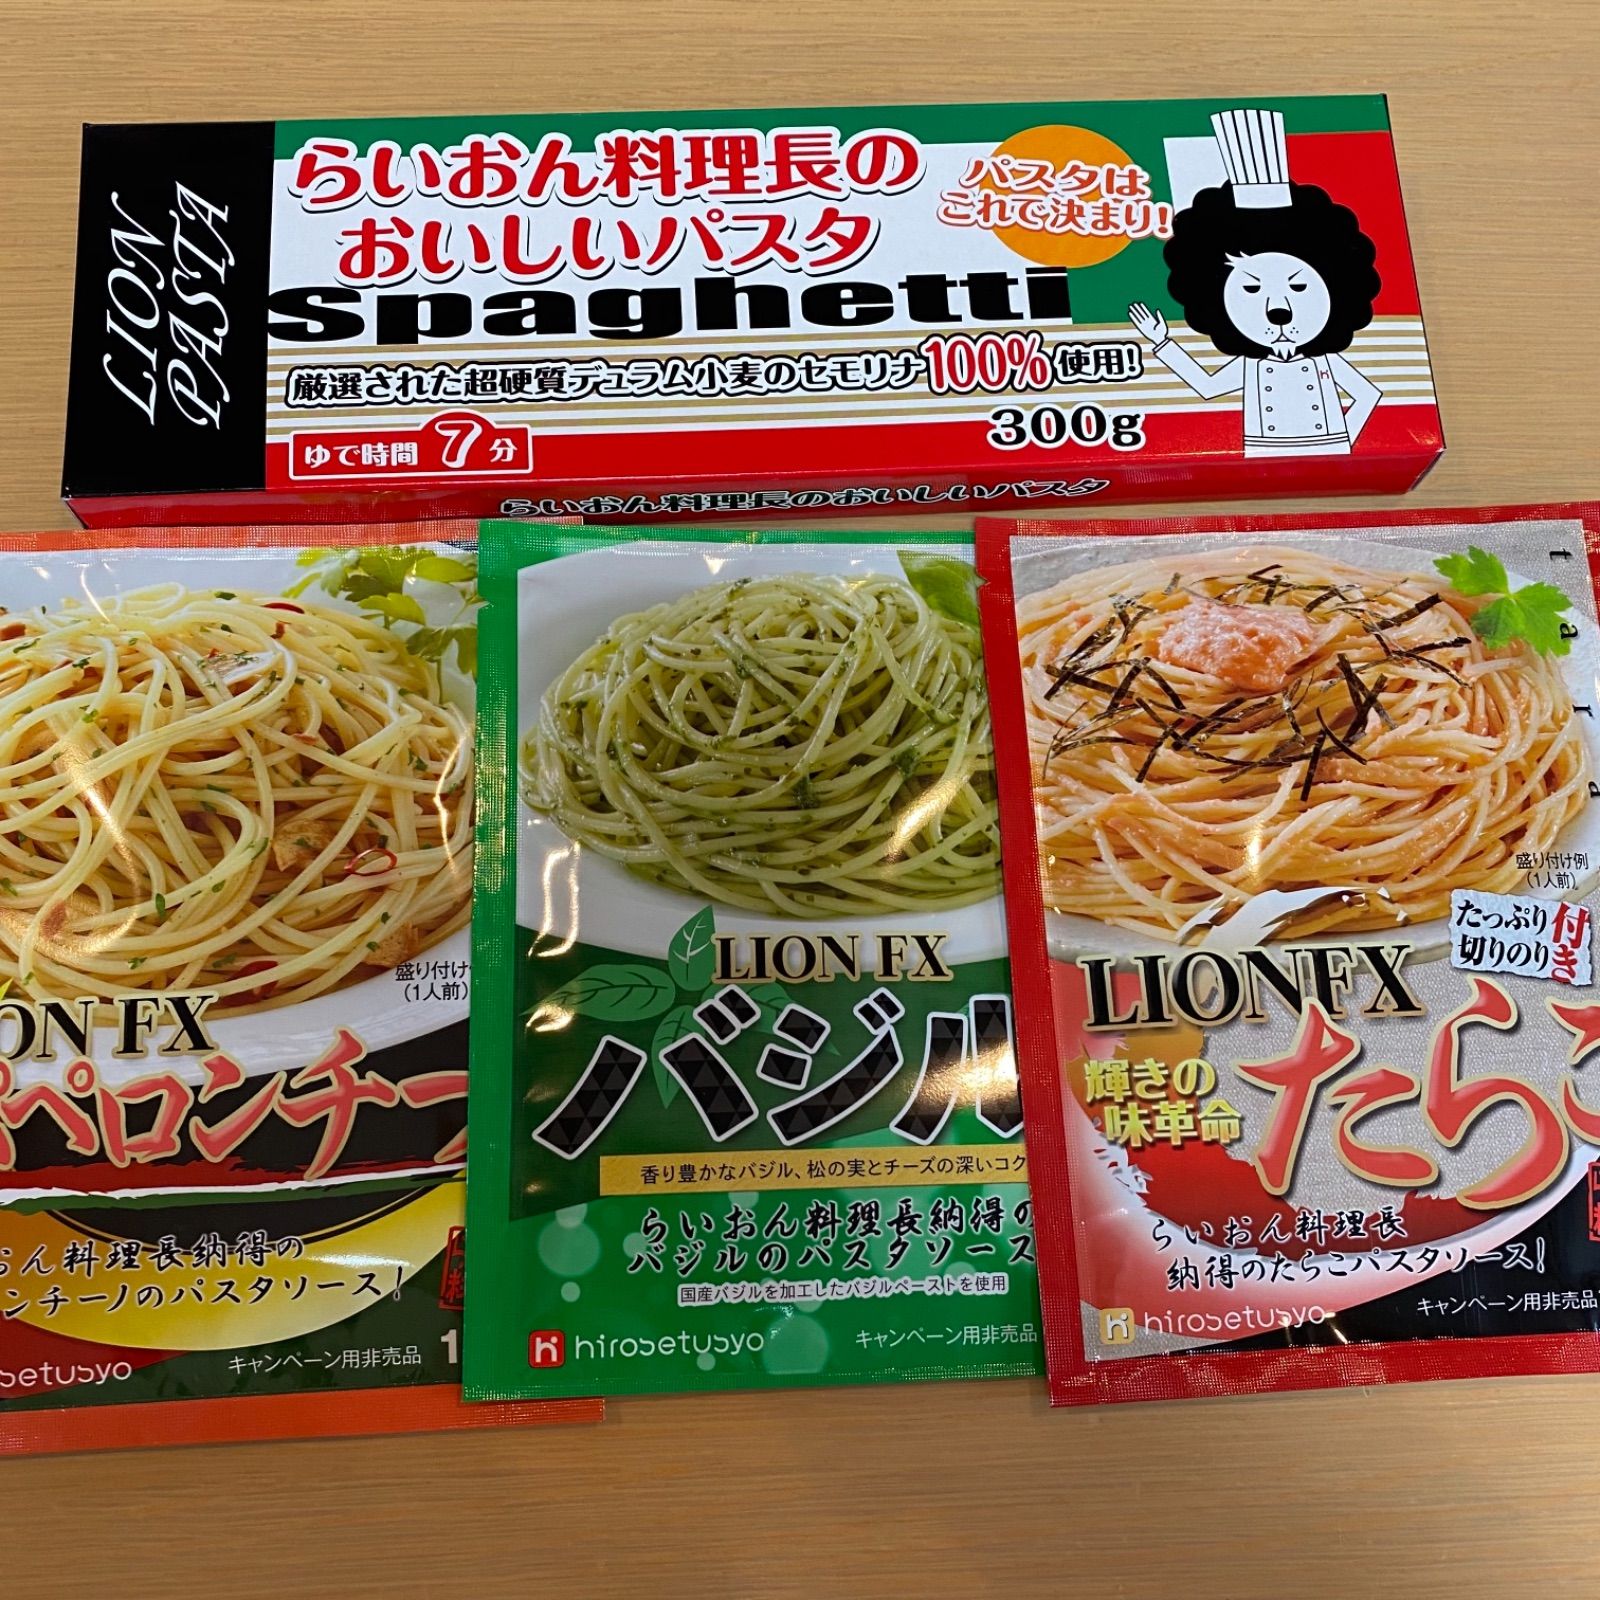 LION
PASTA
らいおん料理長の
おいしいパスタ
パスタは
これで決まり!
spaghetti
厳選された超硬質デュラム小麦のセモリナ100%使用!
300g
ゆで時間7分
らいおん料理長のおいしいパスタ
盛り付け
(1人前)
ON FX
ペペロンチー
おん料理長納得の
ンチーノのパスタソース!
setusyo
キャンペーン用非売品
1
LION FX
バジル
香り豊かなバジル、松の実とチーズの深いコク
らいおん料理長納得の
バジルのパスタソース
国産バジルを加工したバジルペーストを使用
hirosetusyo
キャンペーン用非売品
tara
盛り付け例
(1人前)
たっぷり
切りのり
付き
LIONFX
輝きの
味革命
たらこ
らいおん料理長
納得のたらこパスタソース!
hirosetusyo
キャンペーン用非売品